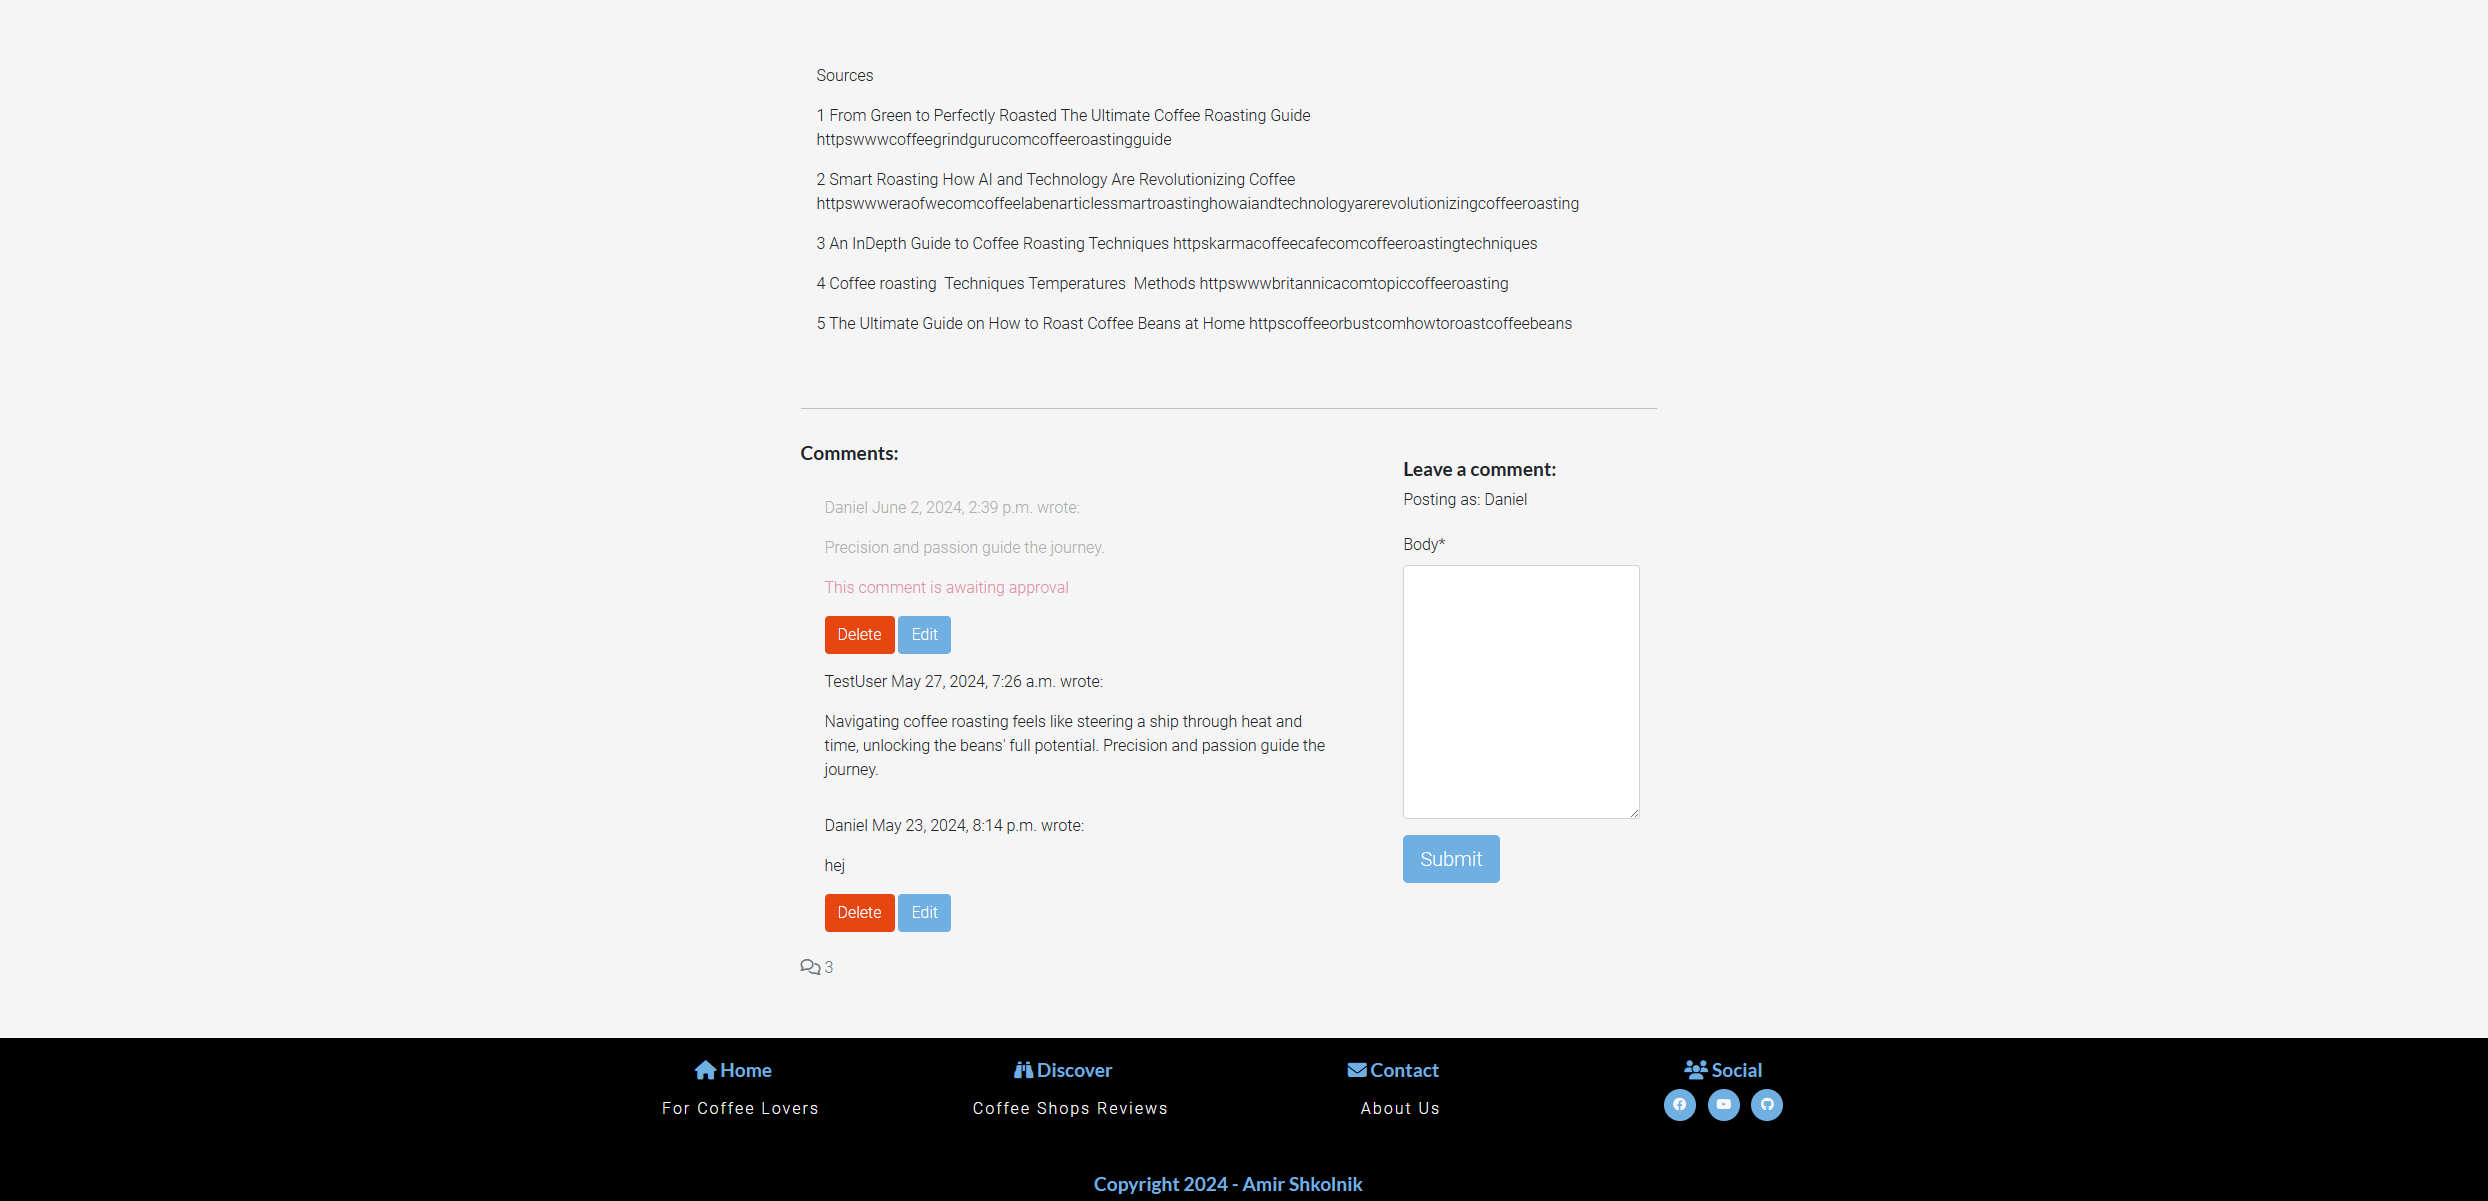 Sources
1 From Green to Perfectly Roasted The Ultimate Coffee Roasting Guide
httpswwwcoffeegrindgurucomcoffeeroastingguide
2 Smart Roasting How AI and Technology Are Revolutionizing Coffee
httpswwweraofwecomcoffeelabenarticlessmartroastinghowaiandtechnologyarerevolutionizingcoffeeroasting
3 An InDepth Guide to Coffee Roasting Techniques httpskarmacoffeecafecomcoffeeroastingtechniques
4 Coffee roasting  Techniques Temperatures  Methods httpswwwbritannicacomtopiccoffeeroasting
5 The Ultimate Guide on How to Roast Coffee Beans at Home httpscoffeeorbustcomhowtoroastcoffeebeans
Comments:
Daniel June 2, 2024, 2:39 p.m. wrote:
Precision and passion guide the journey.
This comment is awaiting approval
Delete Edit
TestUser May 27, 2024, 7:26 a.m. wrote:
Navigating coffee roasting feels like steering a ship through heat and
time, unlocking the beans' full potential. Precision and passion guide the
journey.
Daniel May 23, 2024, 8:14 p.m. wrote:
hej
Delete Edit
3
Leave a comment:
Posting as: Daniel
Body*
Submit
Home
For Coffee Lovers
Discover
Coffee Shops Reviews
Contact
About Us
Social
Copyright 2024 - Amir Shkolnik